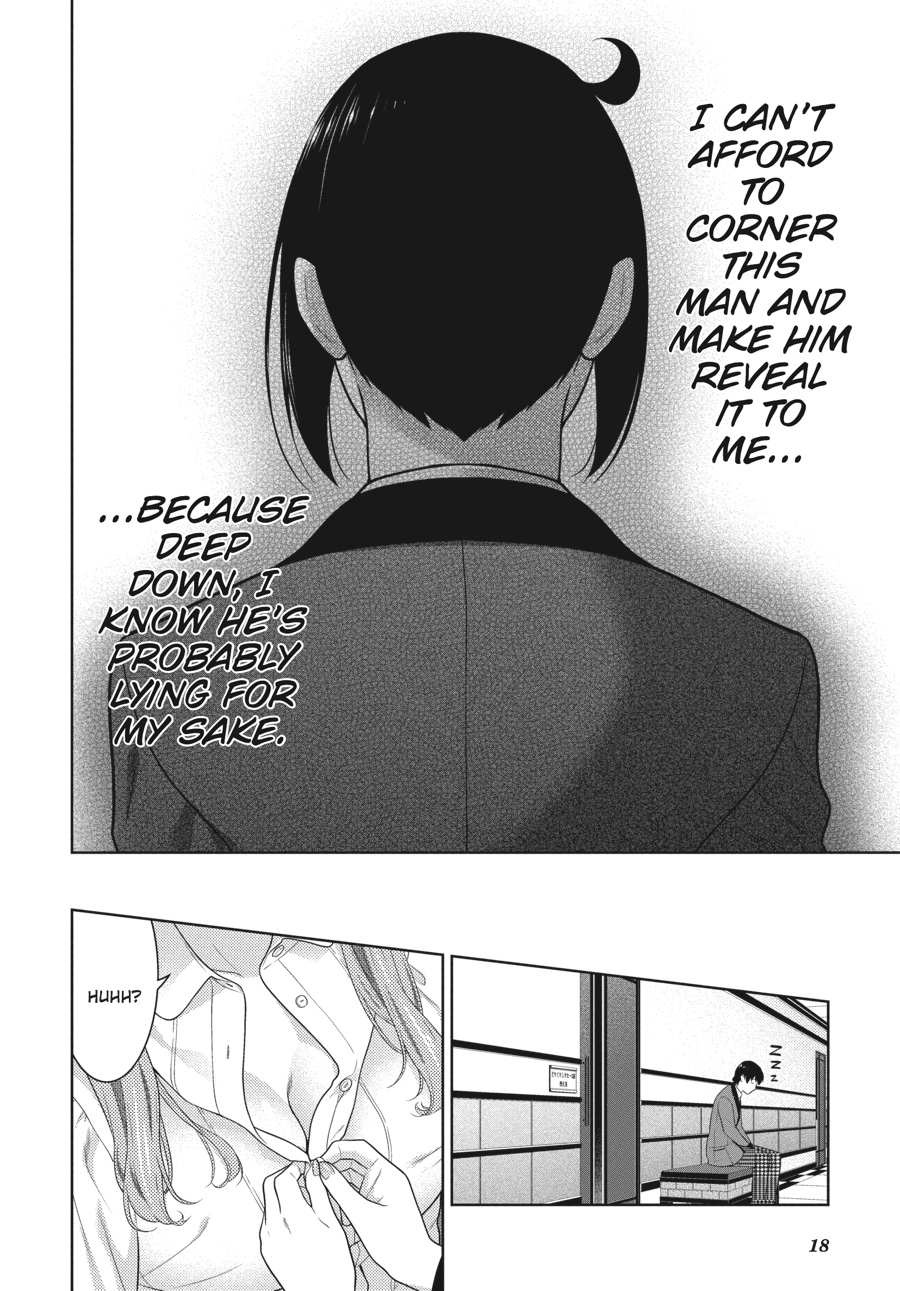 I CAN'T
AFFORD
TO
CORNER
THIS
MAN AND
MAKE HIM
REVEAL
IT TO
ME...
...BECAUSE
DEEP
DOWN, I
KNOW HE'S
PROBABLY
LYING FOR
MY SAKE.
ZZZ
HUHH?
18